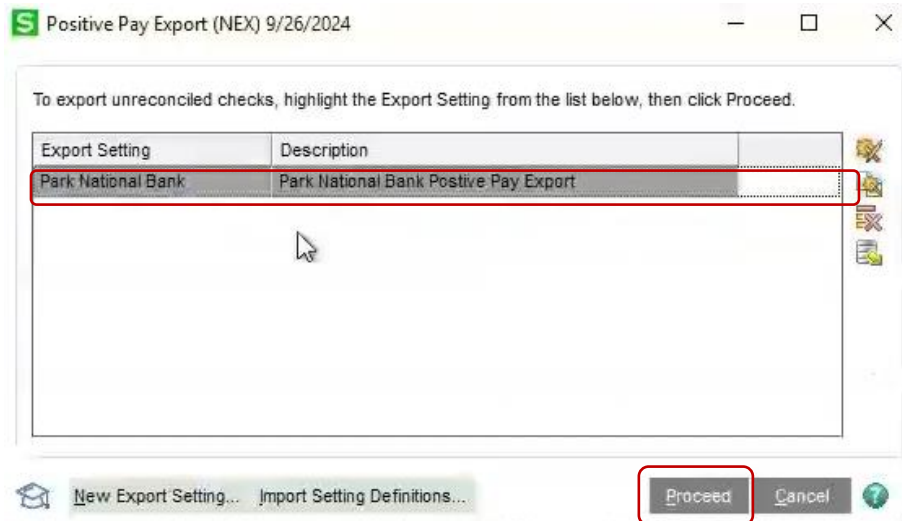 S Positive Pay Export (NEX) 9/26/2024
To export unreconciled checks, highlight the Export Setting from the list below, then click Proceed.
Export Setting Description
Park National Bank Park National Bank Postive Pay Export
New Export Setting... Import Setting Definitions... Proceed Cancel ?